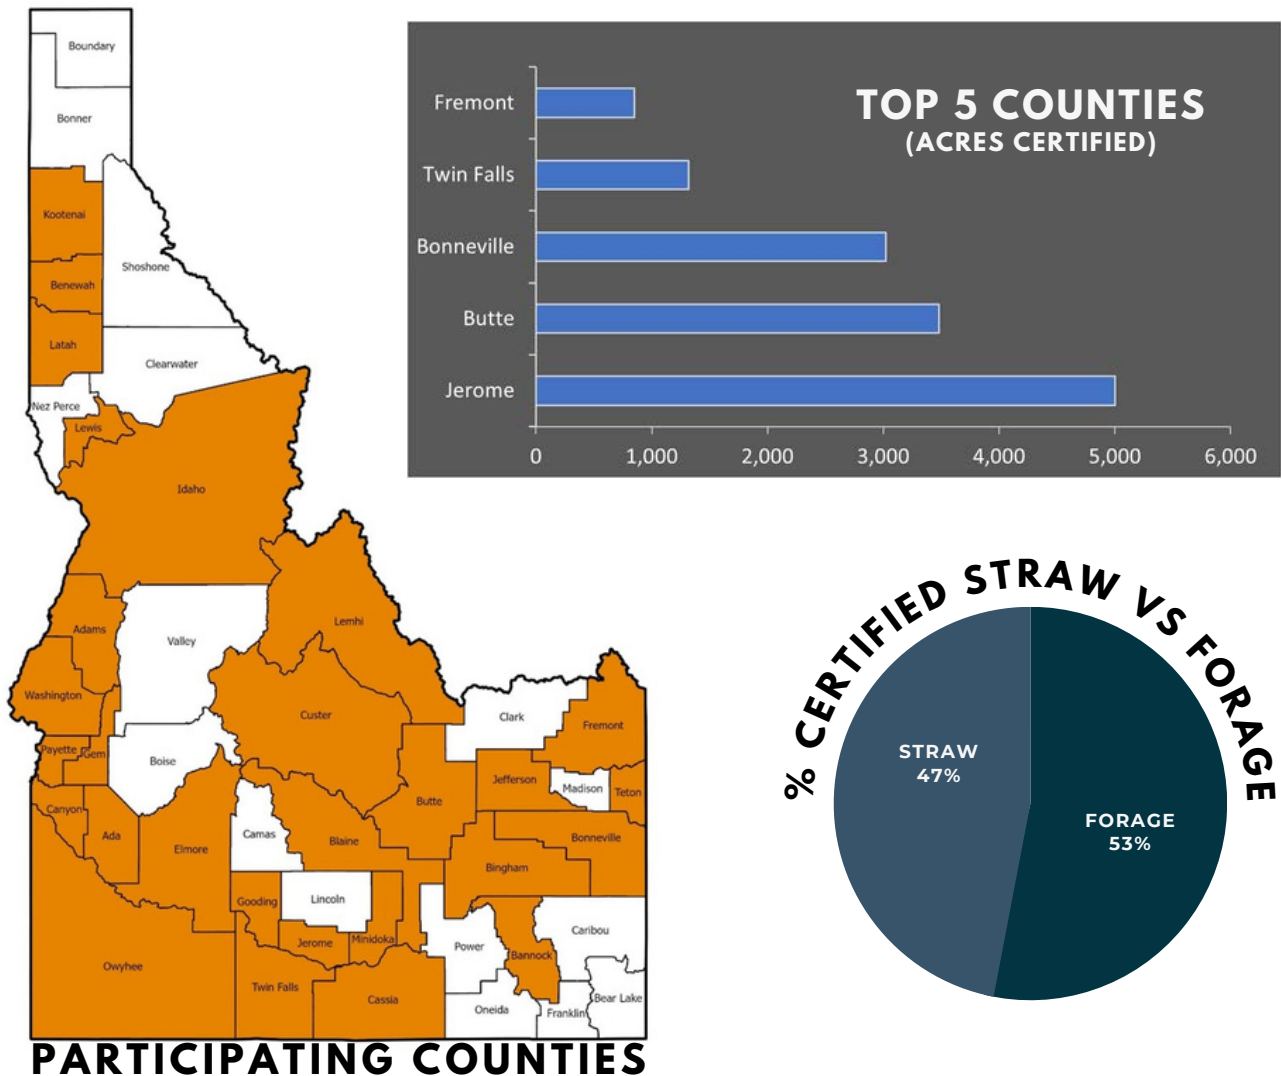 Boundary
Bonner
Kootenai
Shoshone
Benewah
Latah
Clearwater
Nez Perce
Lewis
Idaho
Adams
Valley
Lemhi
Washington
Custer
Clark
Fremont
Payette
Gem
Boise
Jefferson
Madison
Teton
Canyon
Ada
Elmore
Camas
Blaine
Butte
Bonneville
Bingham
Gooding
Lincoln
Jerome
Minidoka
Power
Bannock
Caribou
Owyhee
Twin Falls
Cassia
Oneida
Franklin
Bear Lake
PARTICIPATING COUNTIES
TOP 5 COUNTIES
(ACRES CERTIFIED)
Fremont
Twin Falls
Bonneville
Butte
Jerome
0 1,000 2,000 3,000 4,000 5,000 6,000
% CERTIFIED STRAW VS FORAGE
STRAW
47%
FORAGE
53%